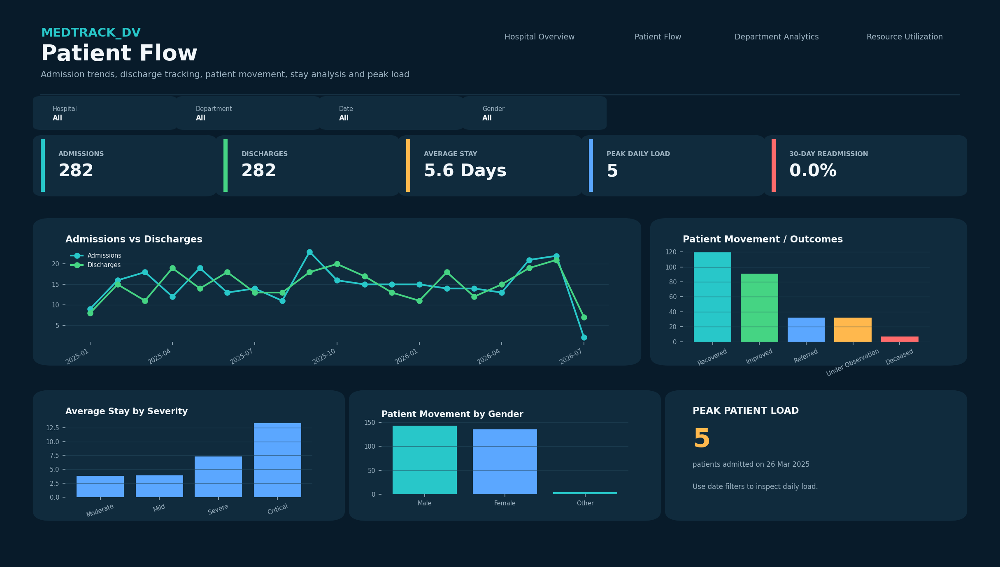 MEDTRACK_DV
Patient Flow
Admission trends, discharge tracking, patient movement, stay analysis and peak load
Hospital Overview
Patient Flow
Department Analytics
Resource Utilization
Hospital
All
Department
All
Date
All
Gender
All
ADMISSIONS
282
DISCHARGES
282
AVERAGE STAY
5.6 Days
PEAK DAILY LOAD
5
30-DAY READMISSION
0.0%
Admissions vs Discharges
Admissions
Discharges
20
15
10
5
2025-01
2025-04
2025-07
2025-10
2026-01
2026-04
2026-07
Patient Movement / Outcomes
120
100
80
60
40
20
0
Recovered
Improved
Referred
Under Observation
Deceased
Average Stay by Severity
12.5
10.0
7.5
5.0
2.5
0.0
Moderate
Mild
Severe
Critical
Patient Movement by Gender
150
100
50
0
Male
Female
Other
PEAK PATIENT LOAD
5
patients admitted on 26 Mar 2025
Use date filters to inspect daily load.